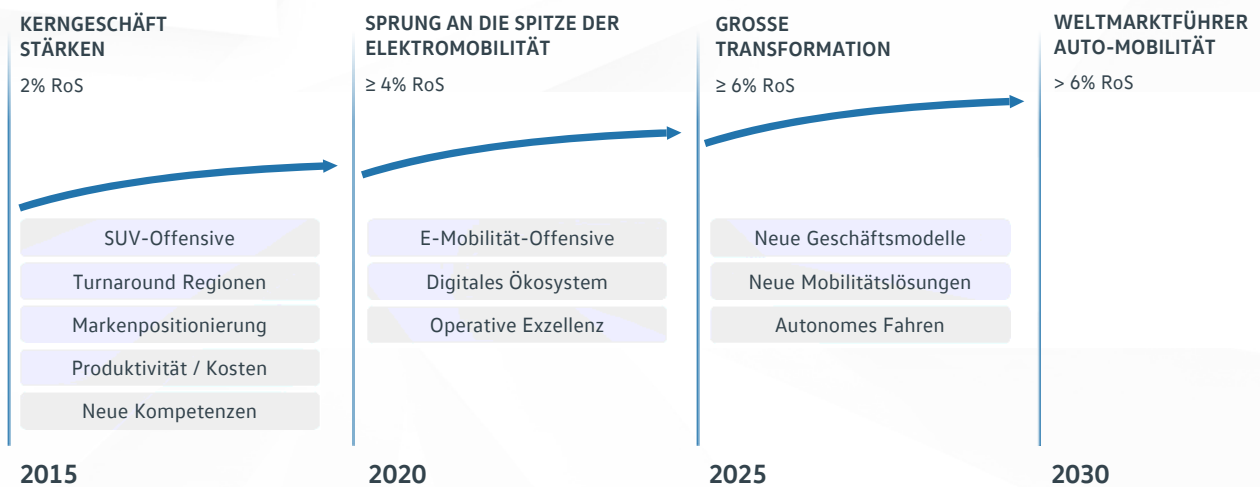 KERNGESCHÄFT
STÄRKEN
2% RoS
SUV-Offensive
Turnaround Regionen
Markenpositionierung
Produktivität / Kosten
Neue Kompetenzen
2015
SPRUNG AN DIE SPITZE DER
ELEKTROMOBILITÄT
≥ 4% RoS
E-Mobilität-Offensive
Digitales Ökosystem
Operative Exzellenz
2020
GROSSE
TRANSFORMATION
≥ 6% RoS
Neue Geschäftsmodelle
Neue Mobilitätslösungen
Autonomes Fahren
2025
WELTMARKTFÜHRER
AUTO-MOBILITÄT
> 6% RoS
2030